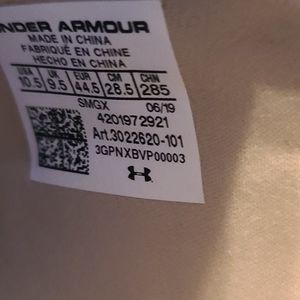 UNDER ARMOUR
MADE IN CHINA
FABRIQUÉ EN CHINE
HECHO EN CHINA
USA UK EUR CM CHN
10.5 9.5 44.5 28.5 285
SMGX 06/19
4201972921
Art.3022620-101
3GPNXBVP00003